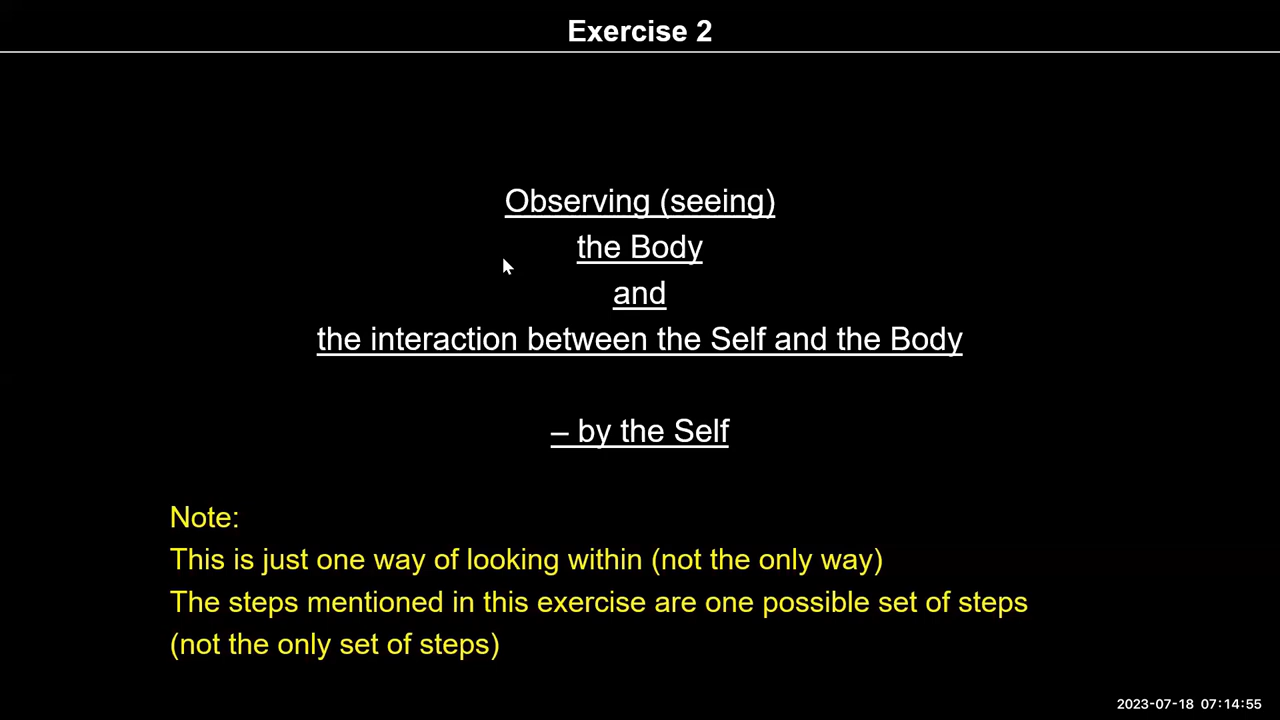 Exercise 2
Observing (seeing)
the Body
and
the interaction between the Self and the Body
– by the Self
Note:
This is just one way of looking within (not the only way)
The steps mentioned in this exercise are one possible set of steps
(not the only set of steps)
2023-07-18 07:14:55